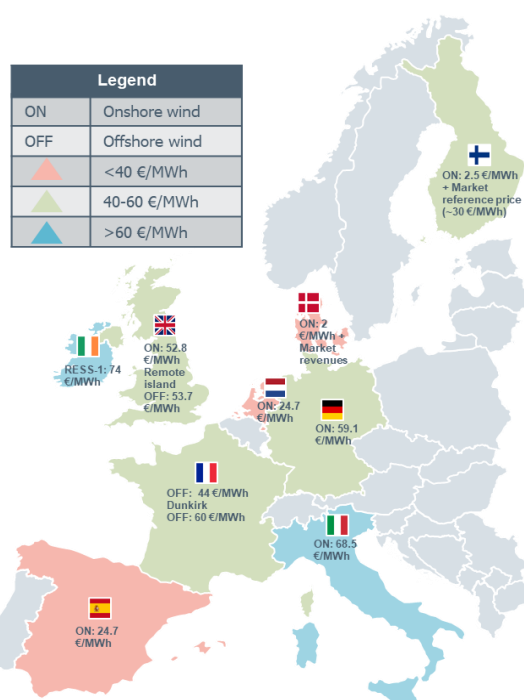 Legend
ON Onshore wind
OFF Offshore wind
<40 €/MWh
40-60 €/MWh
>60 €/MWh
ON: 2.5 €/MWh
+ Market
reference price
(~30 €/MWh)
ON: 2
€/MWh +
Market
revenues
ON: 52.8
€/MWh
Remote
island
OFF: 53.7
€/MWh
RESS-1: 74
€/MWh
ON: 24.7
€/MWh
ON: 59.1
€/MWh
OFF: 44 €/MWh
Dunkirk
OFF: 60 €/MWh
ON: 68.5
€/MWh
ON: 24.7
€/MWh